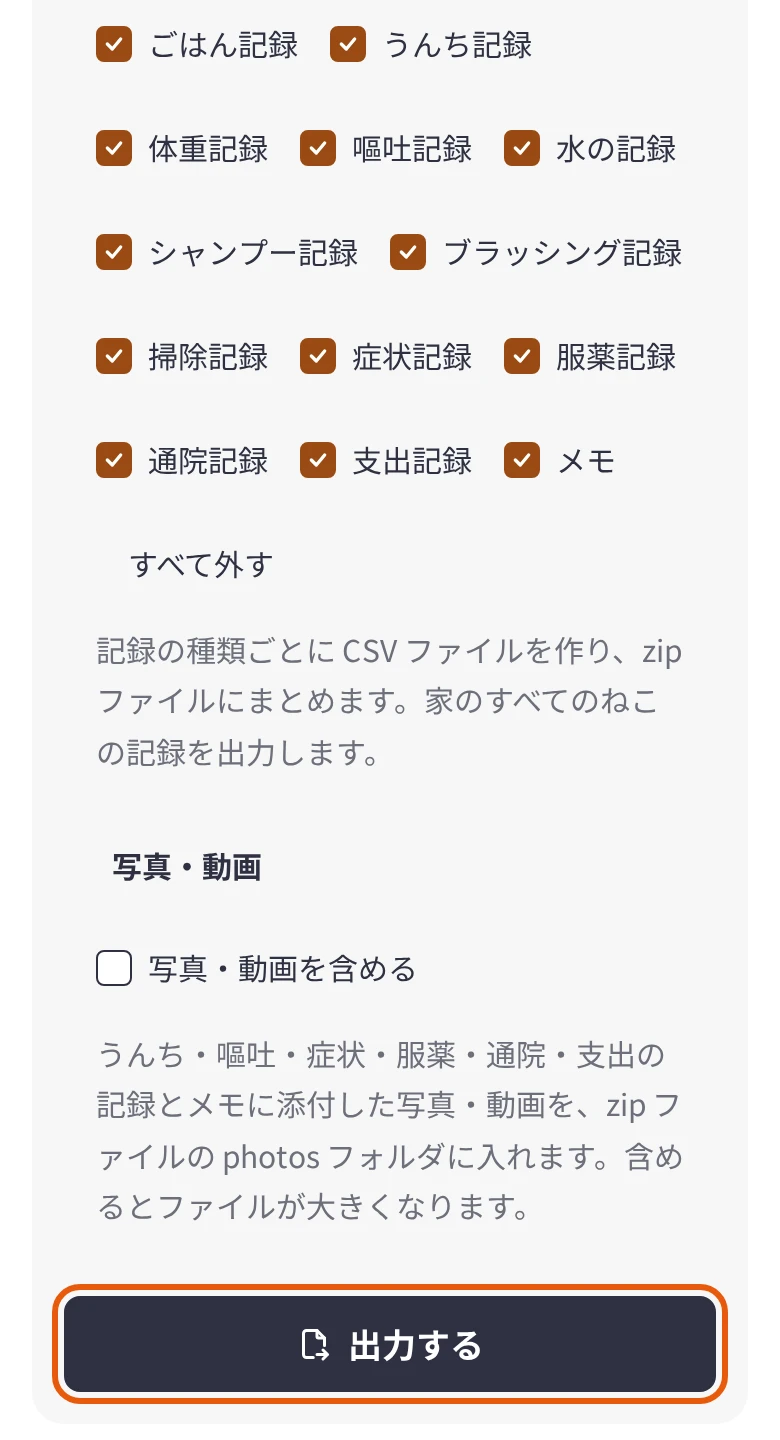 ごはん記録 うんち記録
体重記録 嘔吐記録 水の記録
シャンプー記録 ブラッシング記録
掃除記録 症状記録 服薬記録
通院記録 支出記録 メモ
すべて外す
記録の種類ごとに CSV ファイルを作り、zip
ファイルにまとめます。家のすべてのねこ
の記録を出力します。
写真・動画
写真・動画を含める
うんち・嘔吐・症状・服薬・通院・支出の
記録とメモに添付した写真・動画を、zip フ
ァイルの photos フォルダに入れます。含め
るとファイルが大きくなります。
出力する